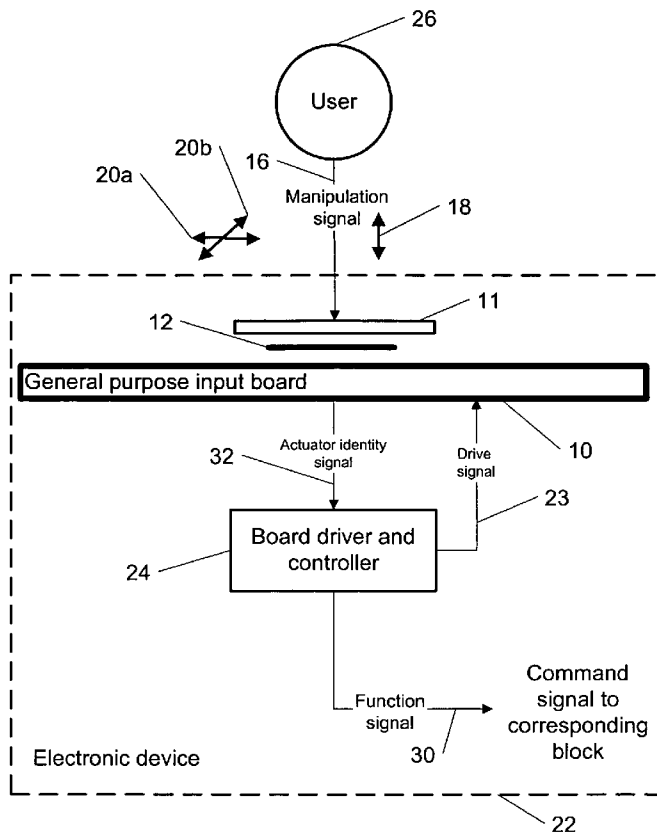 26
User
20b
16
20a
Manipulation
signal
18
11
12
General purpose input board
Actuator identity
signal
Drive
signal
10
32
23
Board driver and
controller
24
Command
signal to
corresponding
block
Function
signal
30
Electronic device
22